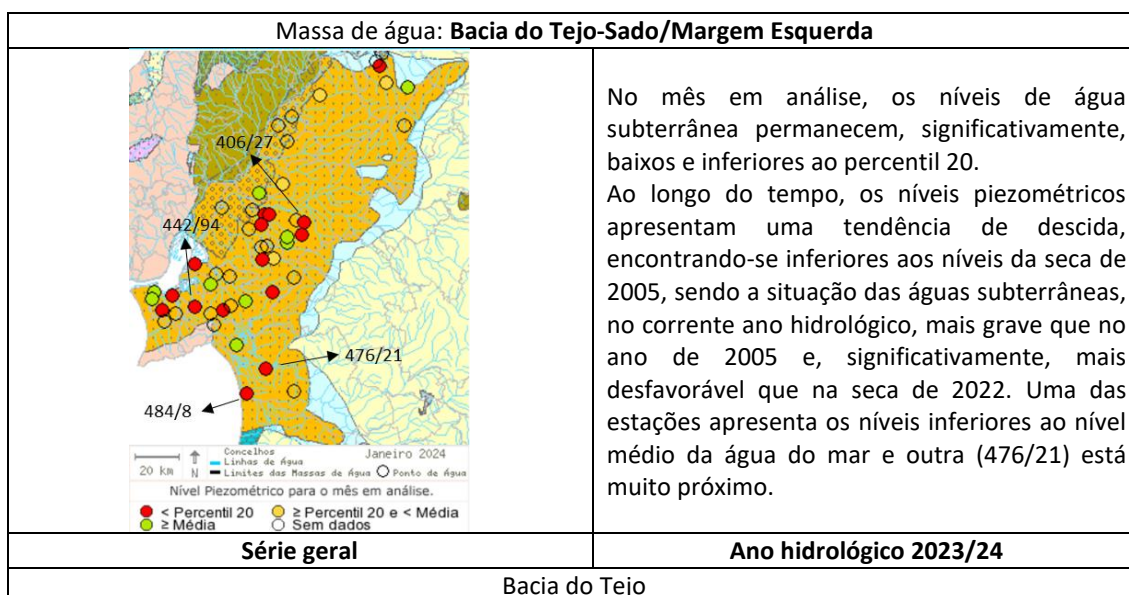 Massa de água: Bacia do Tejo-Sado/Margem Esquerda
406/27
442/94
476/21
484/8
20 km
N
Concelhos
Linhas de Água
Limites das Massas de Água
Janeiro 2024
Ponto de Água
Nível Piezométrico para o mês em análise.
< Percentil 20
≥ Percentil 20 e < Média
≥ Média
Sem dados
No mês em análise, os níveis de água
subterrânea permanecem, significativamente,
baixos e inferiores ao percentil 20.
Ao longo do tempo, os níveis piezométricos
apresentam uma tendência de descida,
encontrando-se inferiores aos níveis da seca de
2005, sendo a situação das águas subterrâneas,
no corrente ano hidrológico, mais grave que no
ano de 2005 e, significativamente, mais
desfavorável que na seca de 2022. Uma das
estações apresenta os níveis inferiores ao nível
médio da água do mar e outra (476/21) está
muito próximo.
Série geral
Ano hidrológico 2023/24
Bacia do Tejo